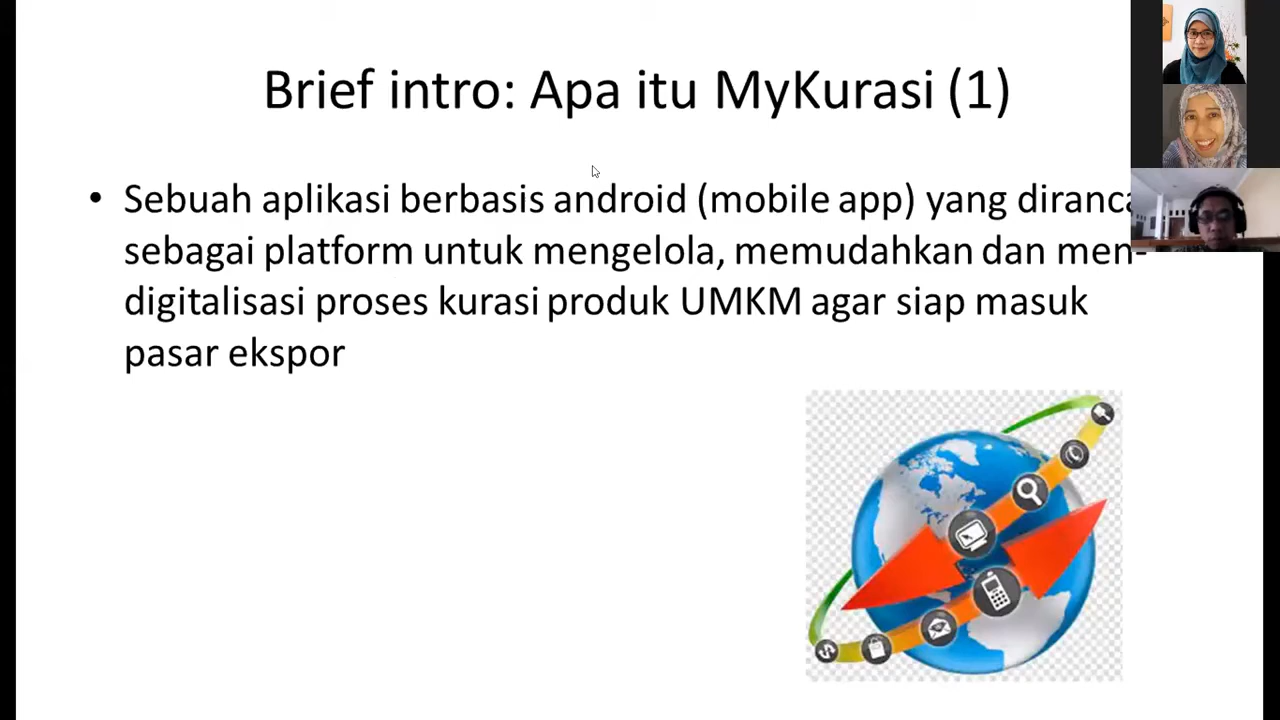 Brief intro: Apa itu MyKurasi (1)
• Sebuah aplikasi berbasis android (mobile app) yang
sebagai platform untuk mengelola, memudahkan dan men-
digitalisasi proses kurasi produk UMKM agar siap masuk
pasar ekspor